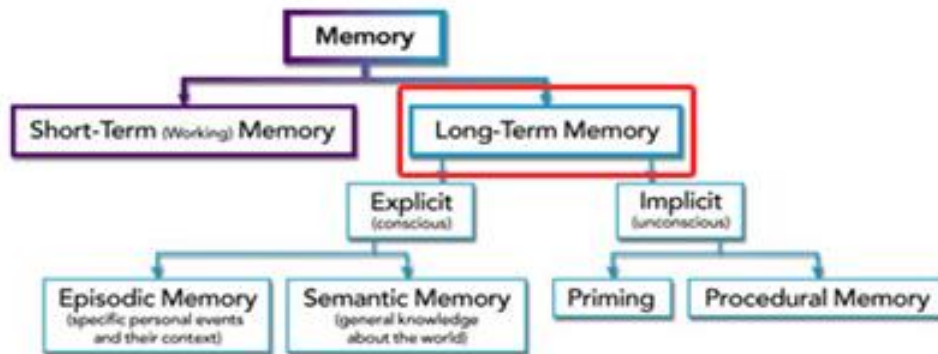 Memory
Short-Term (Working) Memory
Long-Term Memory
Explicit
(conscious)
Implicit
(unconscious)
Episodic Memory
(specific personal events
and their context)
Semantic Memory
(general knowledge
about the world)
Priming
Procedural Memory